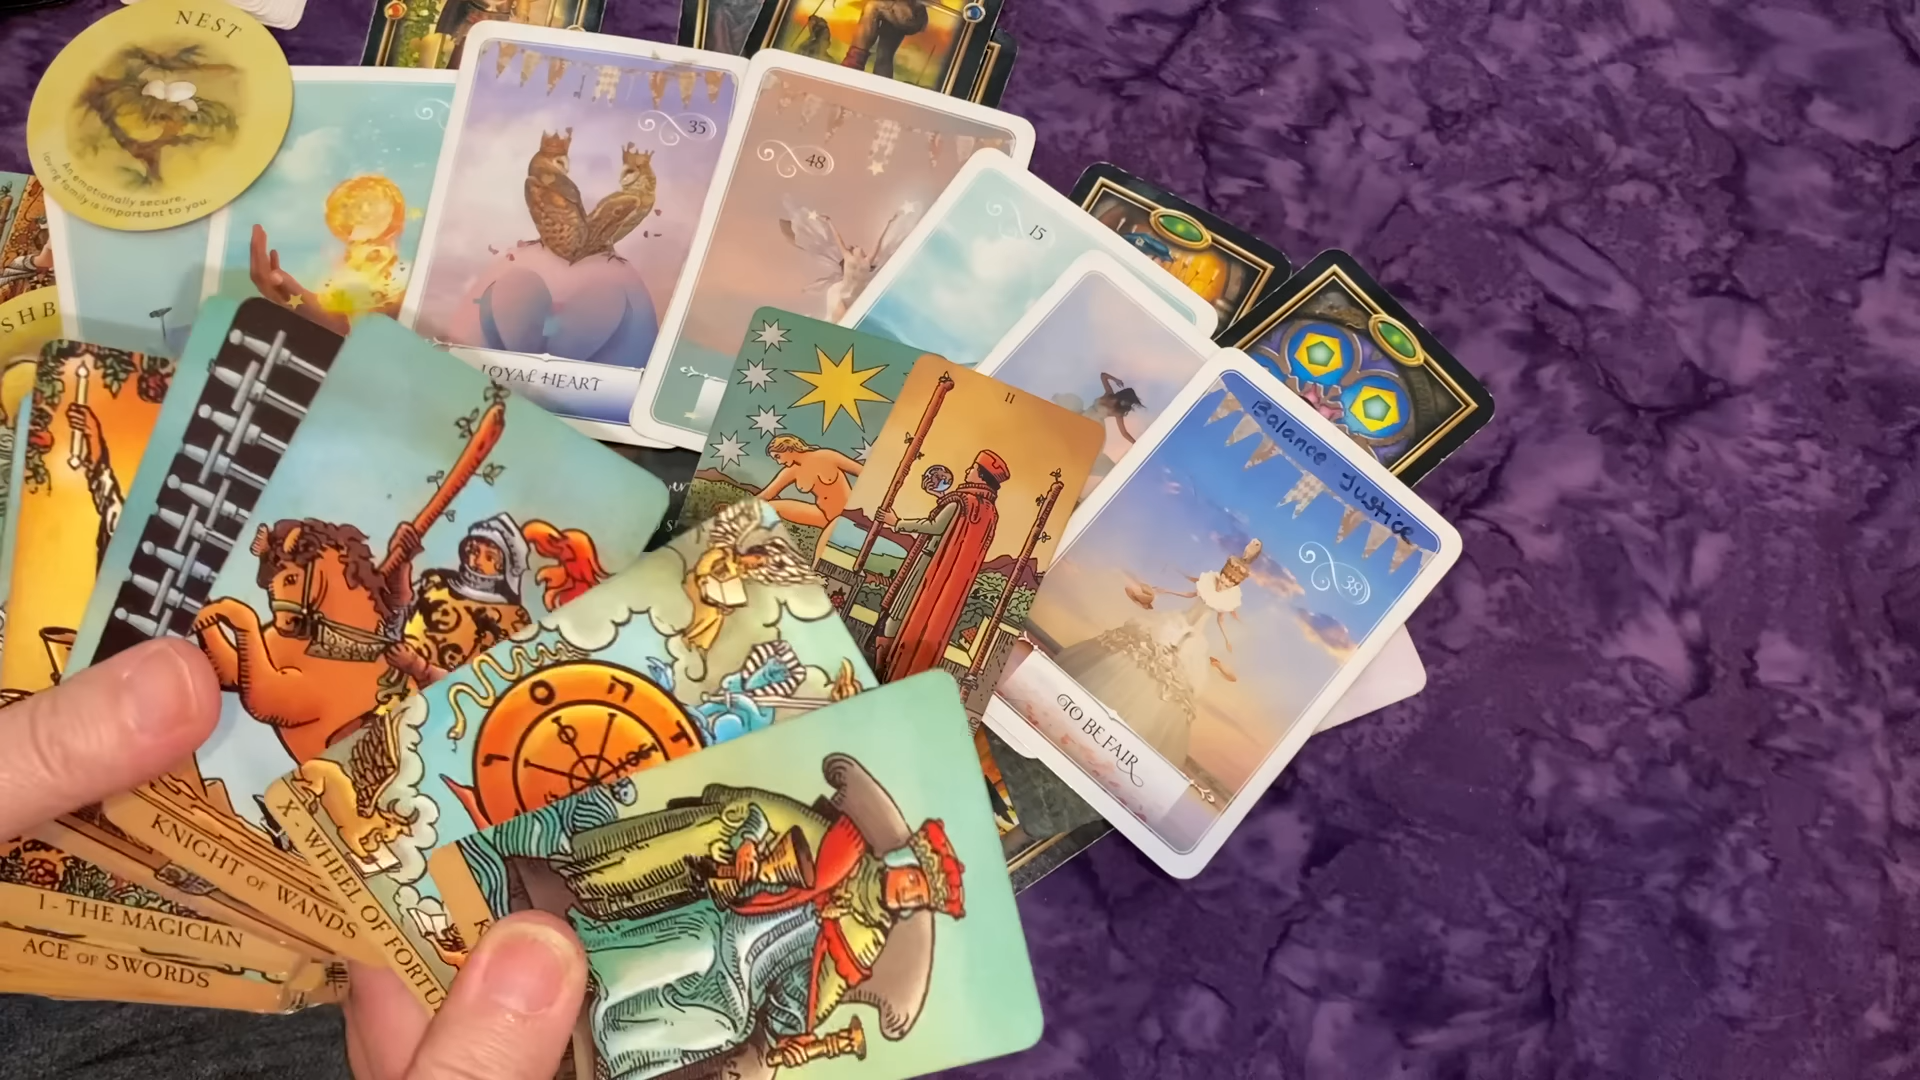 NEST
An emotionally secure,
loving family is important to you.
35
48
15
II
Balance Justice
38
LOYAL HEART
TO BE FAIR
KNIGHT OF WANDS
X - WHEEL OF FORTU
I - THE MAGICIAN
ACE OF SWORDS